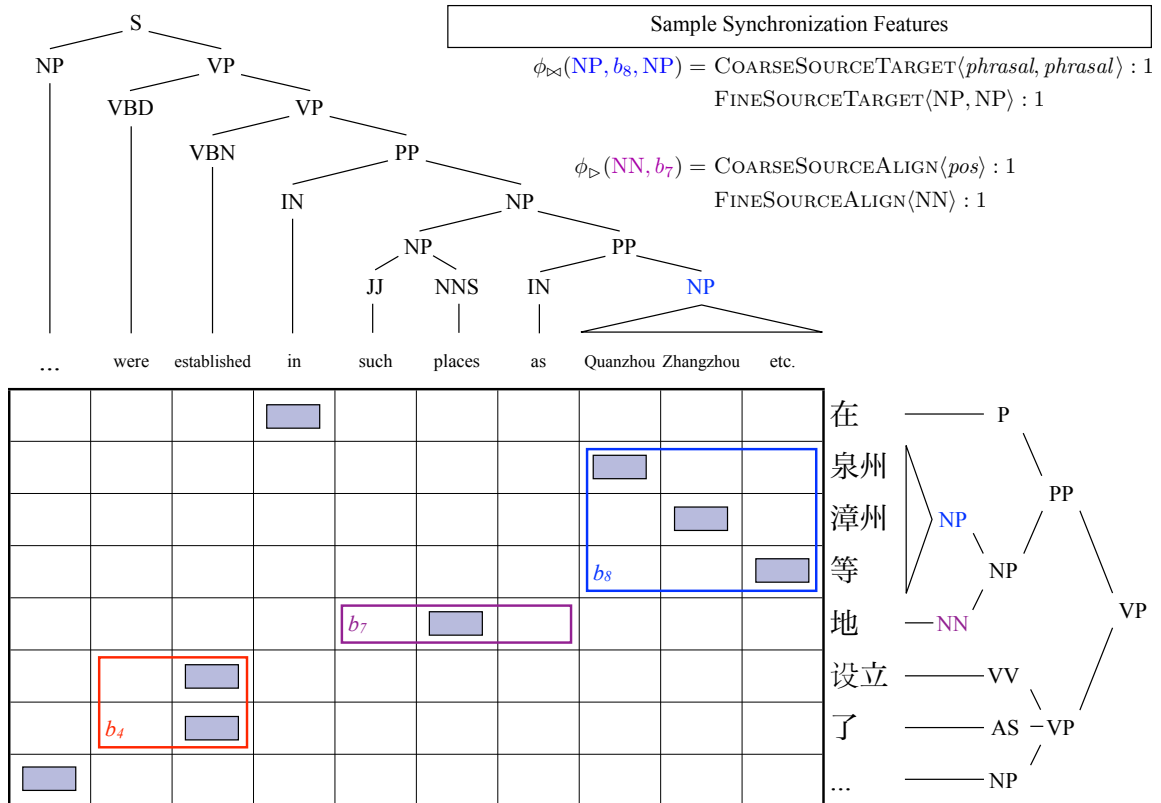 Sample Synchronization Features
ϕ⋈(NP, b8, NP) = COARSESOURCETARGET⟨phrasal, phrasal⟩ : 1
FINESOURCETARGET⟨NP, NP⟩ : 1
ϕ▷(NN, b7) = COARSESOURCEALIGN⟨pos⟩ : 1
FINESOURCEALIGN⟨NN⟩ : 1
S
NP VP
VBD VP
VBN PP
IN NP
NP PP
JJ NNS IN NP
... were established in such places as Quanzhou Zhangzhou etc.
在 P
泉州
PP
漳州 NP
等 NP
b8
地 NN
b7
VP
设立 VV
了 AS VP
b4
... NP